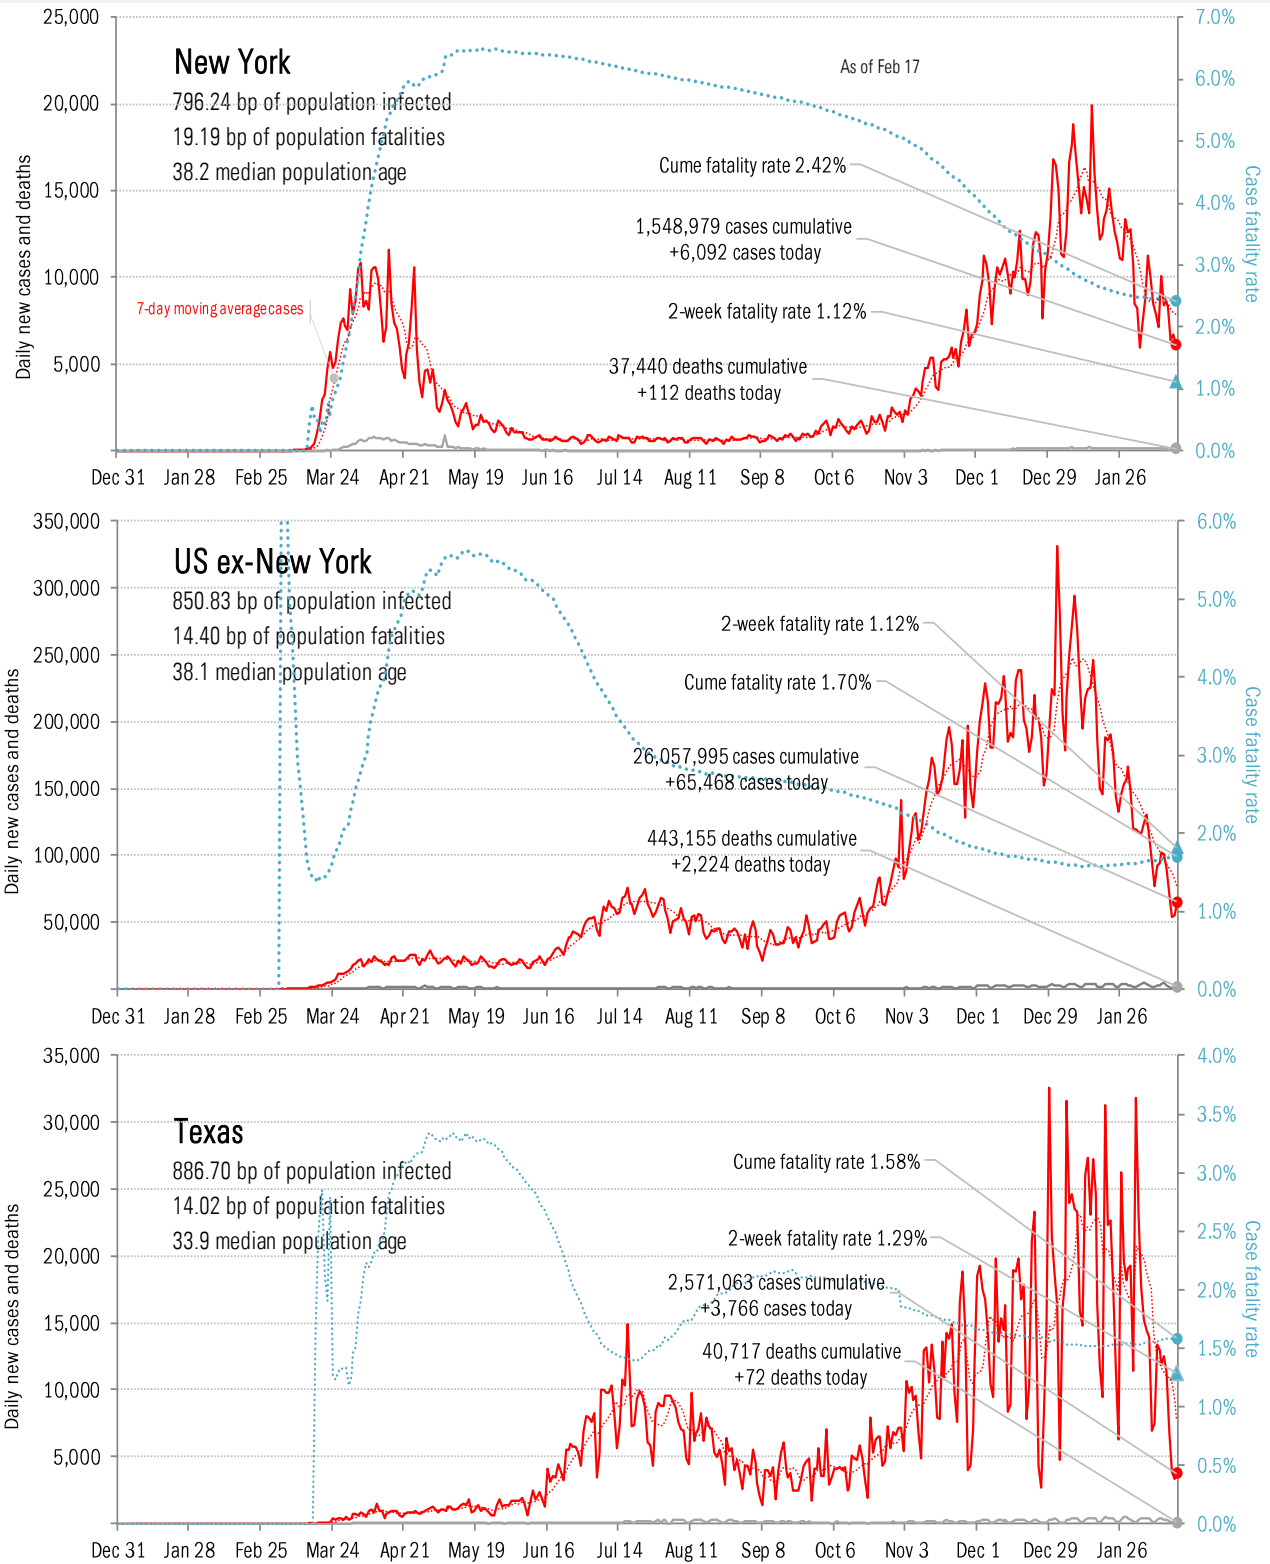 25,000
7.0%
New York
As of Feb 17
796.24 bp of population infected
20,000
6.0%
19.19 bp of population fatalities
38.2 median population age
5.0%
Cume fatality rate 2.42%
15,000
4.0%
1,548,979 cases cumulative
+6,092 cases today
10,000
3.0%
7-day moving average cases
2-week fatality rate 1.12%
2.0%
5,000
37,440 deaths cumulative
+112 deaths today
1.0%
0.0%
Daily new cases and deaths
Case fatality rate
Dec 31 Jan 28 Feb 25 Mar 24 Apr 21 May 19 Jun 16 Jul 14 Aug 11 Sep 8 Oct 6 Nov 3 Dec 1 Dec 29 Jan 26
350,000
6.0%
US ex-New York
850.83 bp of population infected
300,000
5.0%
14.40 bp of population fatalities
38.1 median population age
2-week fatality rate 1.12%
250,000
4.0%
Cume fatality rate 1.70%
200,000
3.0%
26,057,995 cases cumulative
+65,468 cases today
150,000
2.0%
443,155 deaths cumulative
+2,224 deaths today
100,000
1.0%
50,000
0.0%
Daily new cases and deaths
Case fatality rate
Dec 31 Jan 28 Feb 25 Mar 24 Apr 21 May 19 Jun 16 Jul 14 Aug 11 Sep 8 Oct 6 Nov 3 Dec 1 Dec 29 Jan 26
35,000
4.0%
Texas
886.70 bp of population infected
30,000
3.5%
14.02 bp of population fatalities
33.9 median population age
Cume fatality rate 1.58%
3.0%
25,000
2.5%
2-week fatality rate 1.29%
20,000
2.0%
2,571,063 cases cumulative
+3,766 cases today
15,000
1.5%
40,717 deaths cumulative
+72 deaths today
10,000
1.0%
5,000
0.5%
0.0%
Daily new cases and deaths
Case fatality rate
Dec 31 Jan 28 Feb 25 Mar 24 Apr 21 May 19 Jun 16 Jul 14 Aug 11 Sep 8 Oct 6 Nov 3 Dec 1 Dec 29 Jan 26